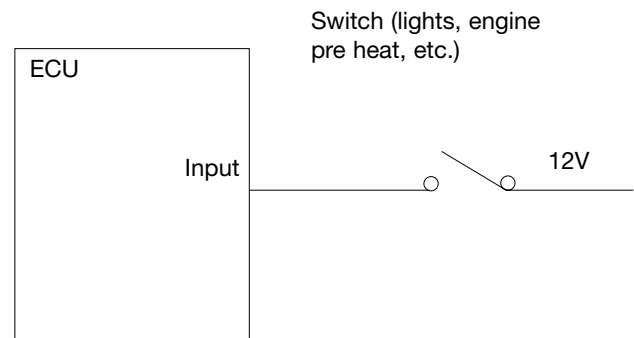 Switch (lights, engine
pre heat, etc.)
ECU
12V
Input